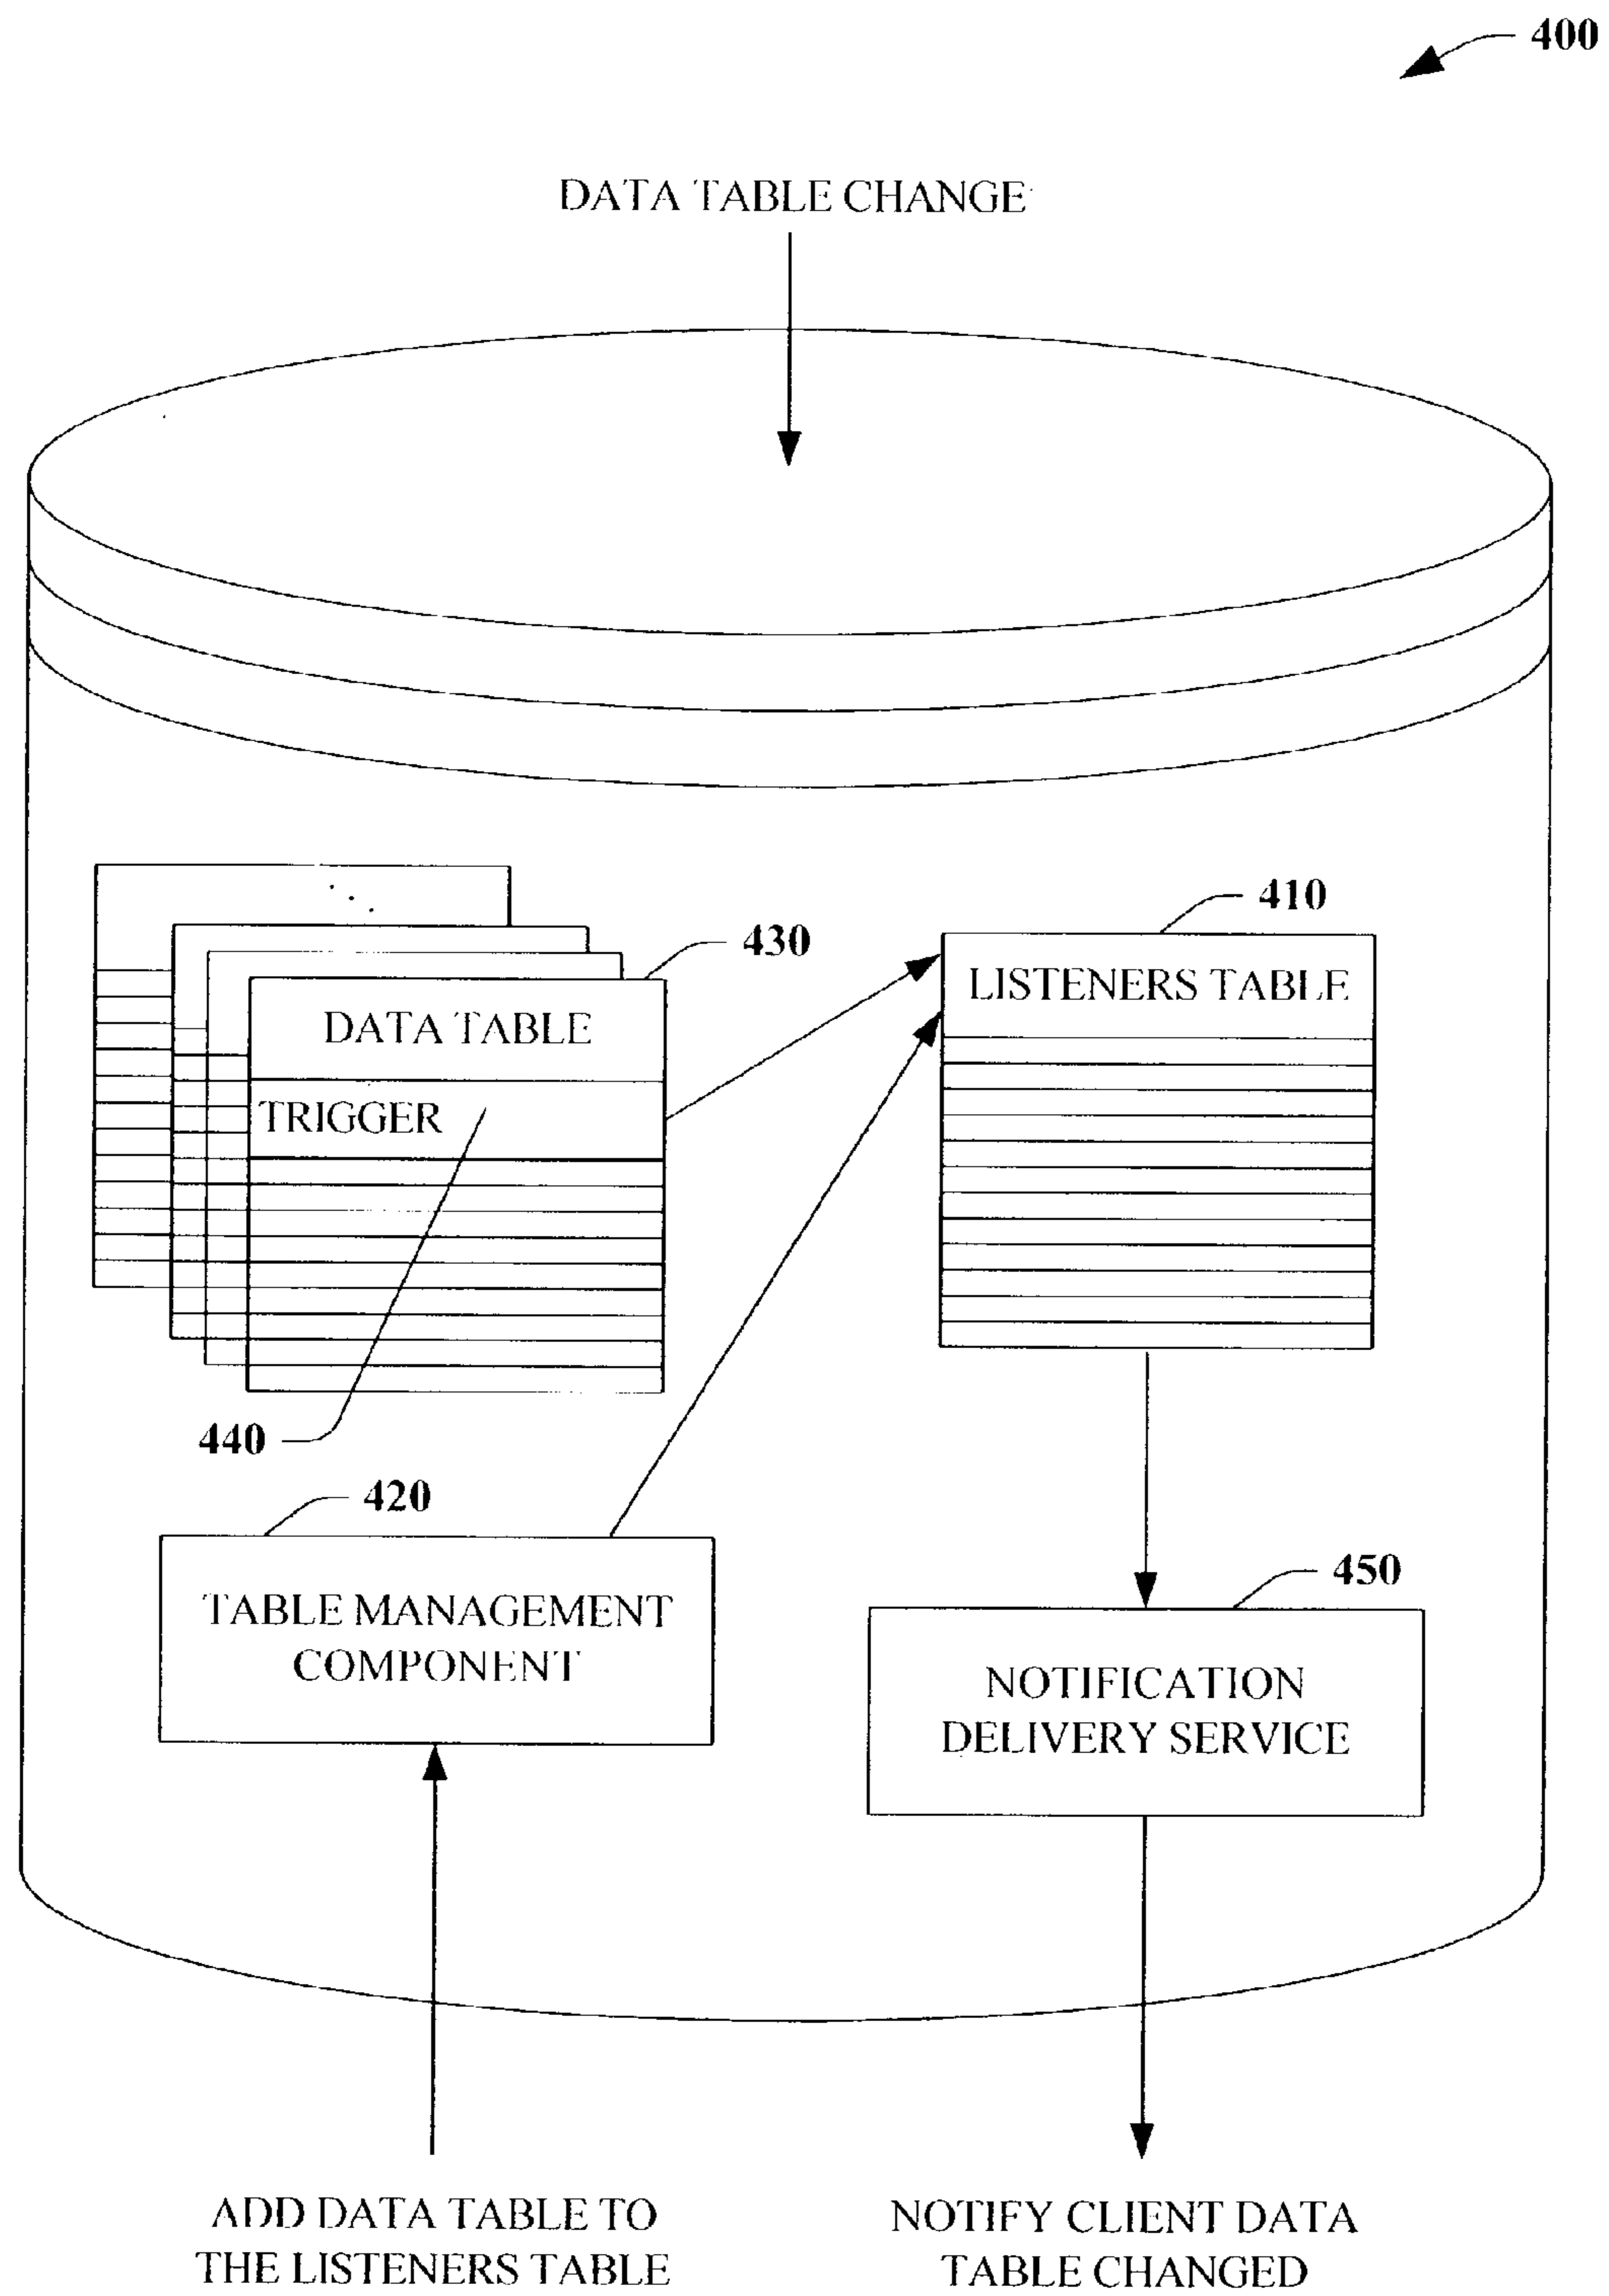 400
DATA TABLE CHANGE
410
430
LISTENERS TABLE
DATA TABLE
TRIGGER
440
420
450
TABLE MANAGEMENT
COMPONENT
NOTIFICATION
DELIVERY SERVICE
ADD DATA TABLE TO
THE LISTENERS TABLE
NOTIFY CLIENT DATA
TABLE CHANGED